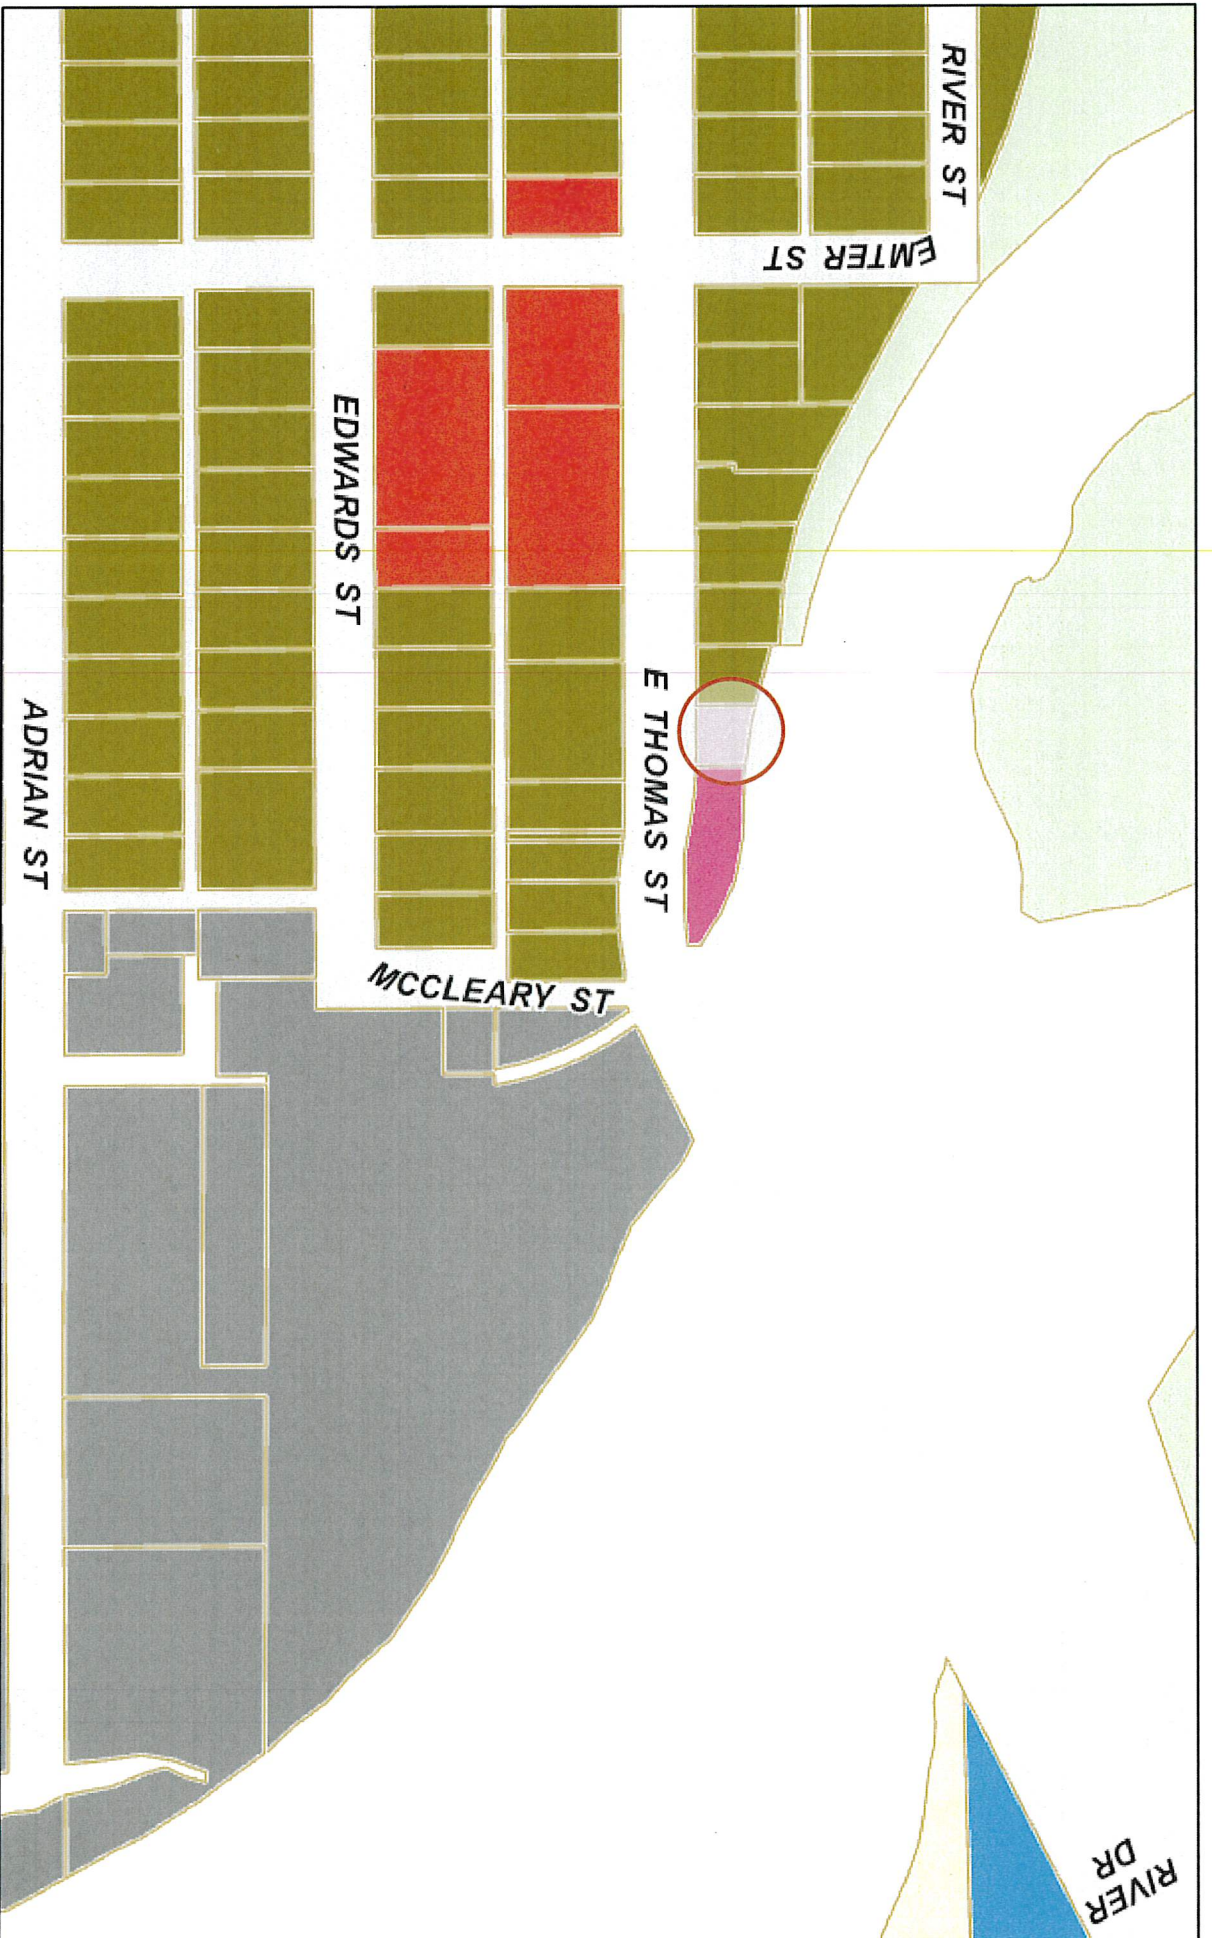 RIVER ST
EMTER ST
EDWARDS ST
E THOMAS ST
ADRIAN ST
MCCLEARY ST
RIVER
DR